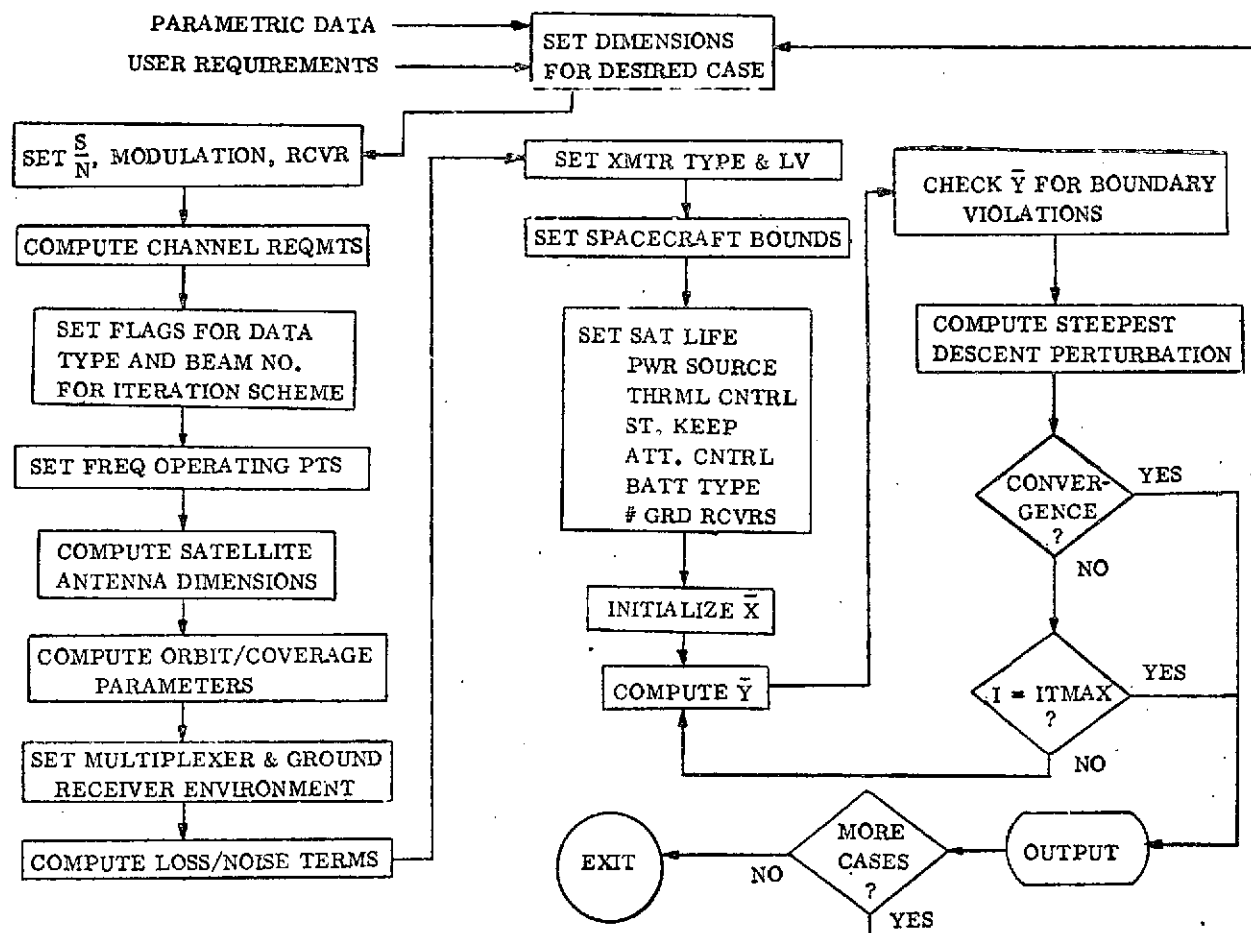 PARAMETRIC DATA
USER REQUIREMENTS
SET DIMENSIONS
FOR DESIRED CASE
SET S/N, MODULATION, RCVR
COMPUTE CHANNEL REQMTS
SET FLAGS FOR DATA
TYPE AND BEAM NO.
FOR ITERATION SCHEME
SET FREQ OPERATING PTS
COMPUTE SATELLITE
ANTENNA DIMENSIONS
COMPUTE ORBIT/COVERAGE
PARAMETERS
SET MULTIPLEXER & GROUND
RECEIVER ENVIRONMENT
COMPUTE LOSS/NOISE TERMS
SET XMTR TYPE & LV
SET SPACECRAFT BOUNDS
SET SAT LIFE
PWR SOURCE
THRML CNTRL
ST. KEEP
ATT. CNTRL
BATT TYPE
# GRD RCVRS
INITIALIZE X̄
COMPUTE Ȳ
CHECK Ȳ FOR BOUNDARY
VIOLATIONS
COMPUTE STEEPEST
DESCENT PERTURBATION
CONVER-
GENCE
?
YES
NO
I = ITMAX
?
YES
NO
OUTPUT
MORE
CASES
?
NO
YES
EXIT